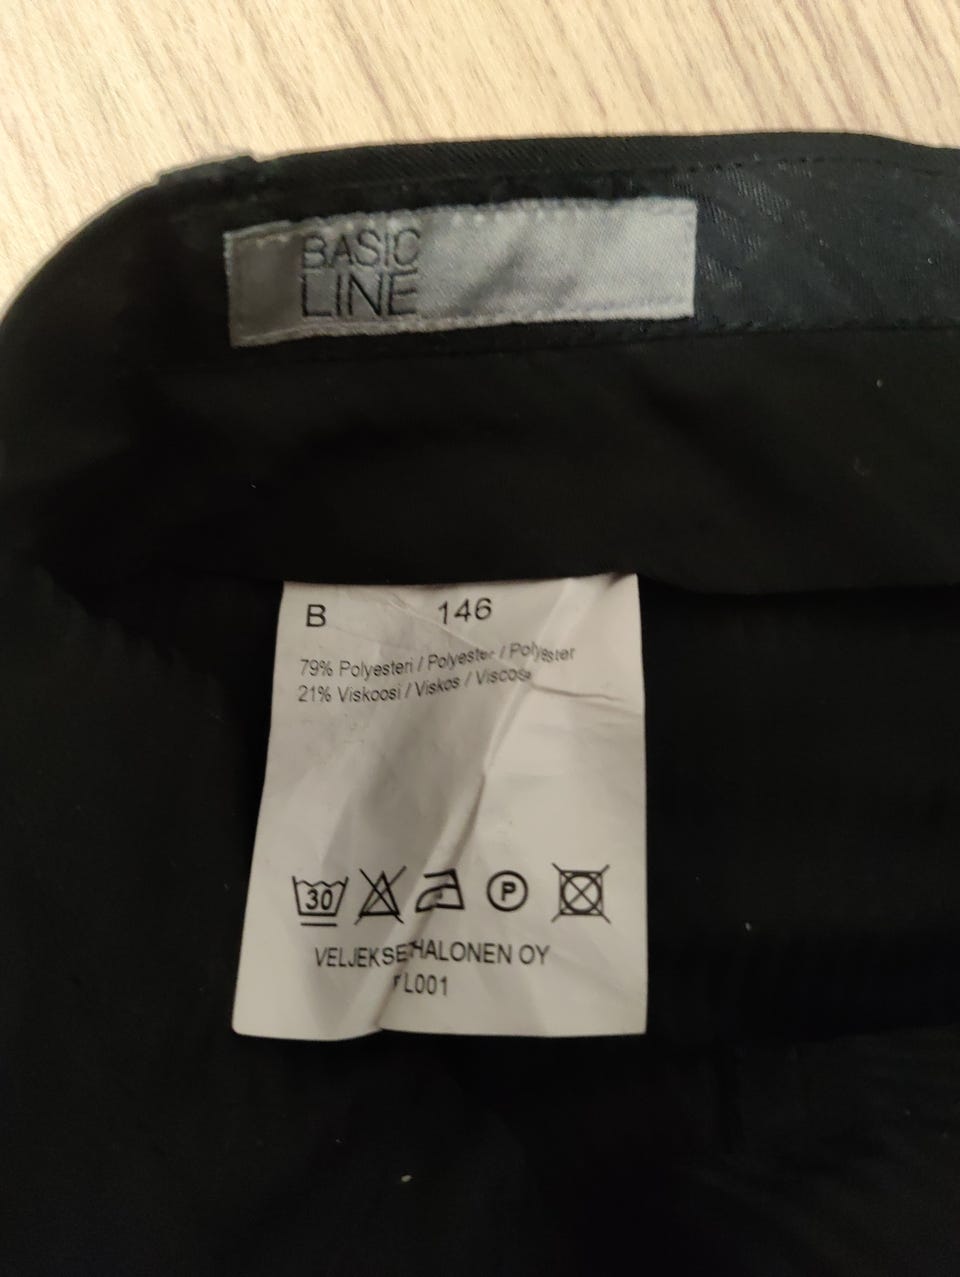 BASIC
LINE
B 146
79% Polyesteri / Polyester / Polyester
21% Viskoosi / Viskos / Viscose
30
P
VELJEKSET HALONEN OY
L001